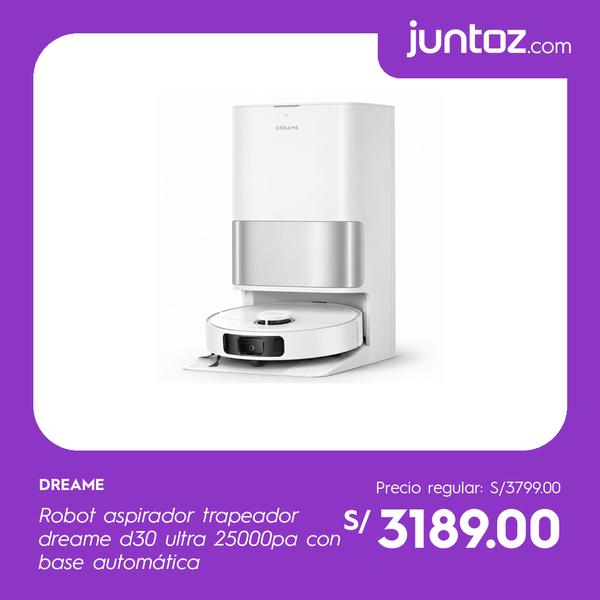 juntoz.com
DREAME
DREAME
Robot aspirador trapeador
dreame d30 ultra 25000pa con
base automática
Precio regular: S/3799.00
S/ 3189.00